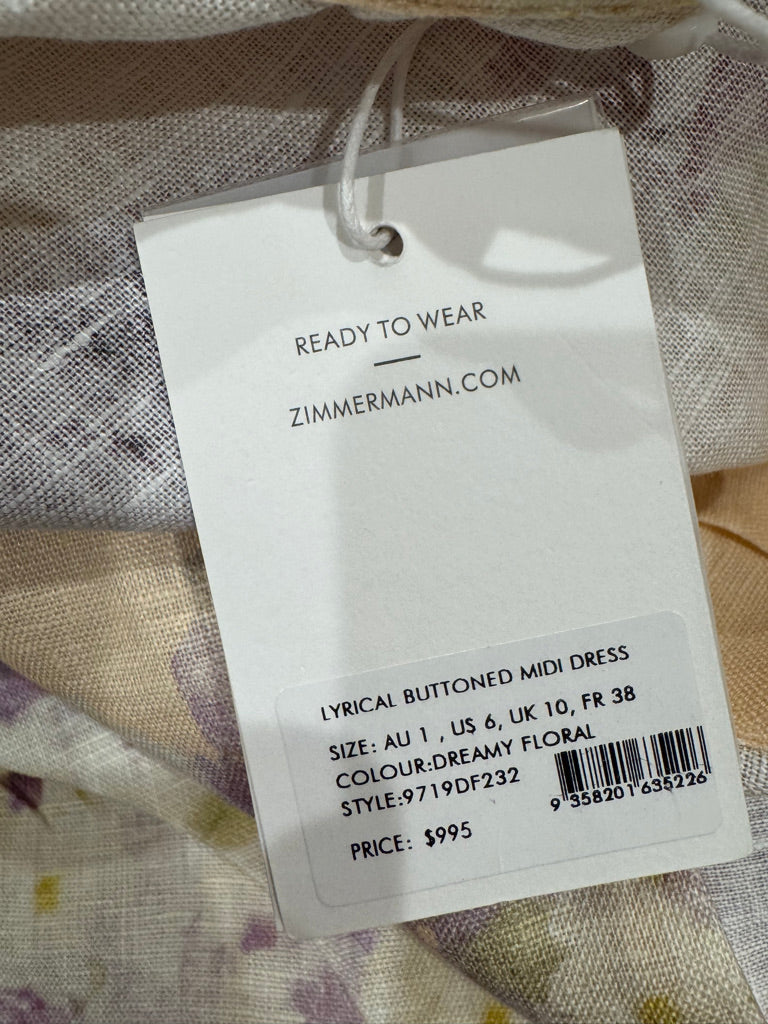 READY TO WEAR
ZIMMERMANN.COM
LYRICAL BUTTONED MIDI DRESS
SIZE: AU 1 , US 6, UK 10, FR 38
COLOUR:DREAMY FLORAL
STYLE:9719DF232
9 358201 635226
PRICE: $995